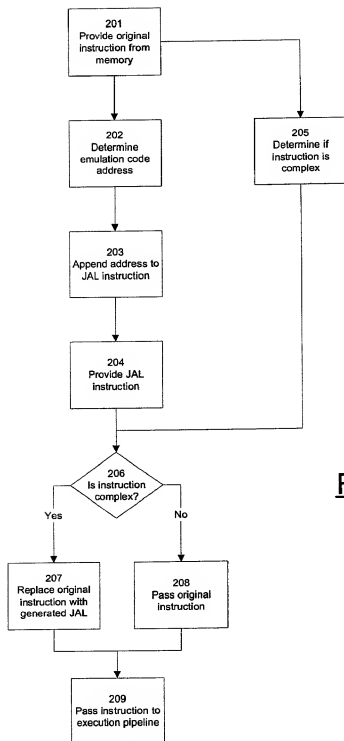 201
Provide original
instruction from
memory
202
Determine
emulation code
address
205
Determine if
instruction is
complex
203
Append address to
JAL instruction
204
Provide JAL
instruction
206
Is instruction
complex?
Yes
No
207
Replace original
instruction with
generated JAL
208
Pass original
instruction
209
Pass instruction to
execution pipeline